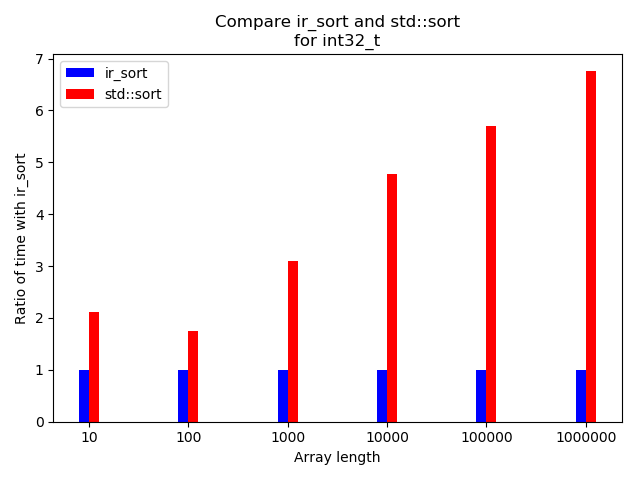 Compare ir_sort and std::sort
for int32_t
ir_sort
std::sort
Ratio of time with ir_sort
7
6
5
4
3
2
1
0
10 100 1000 10000 100000 1000000
Array length